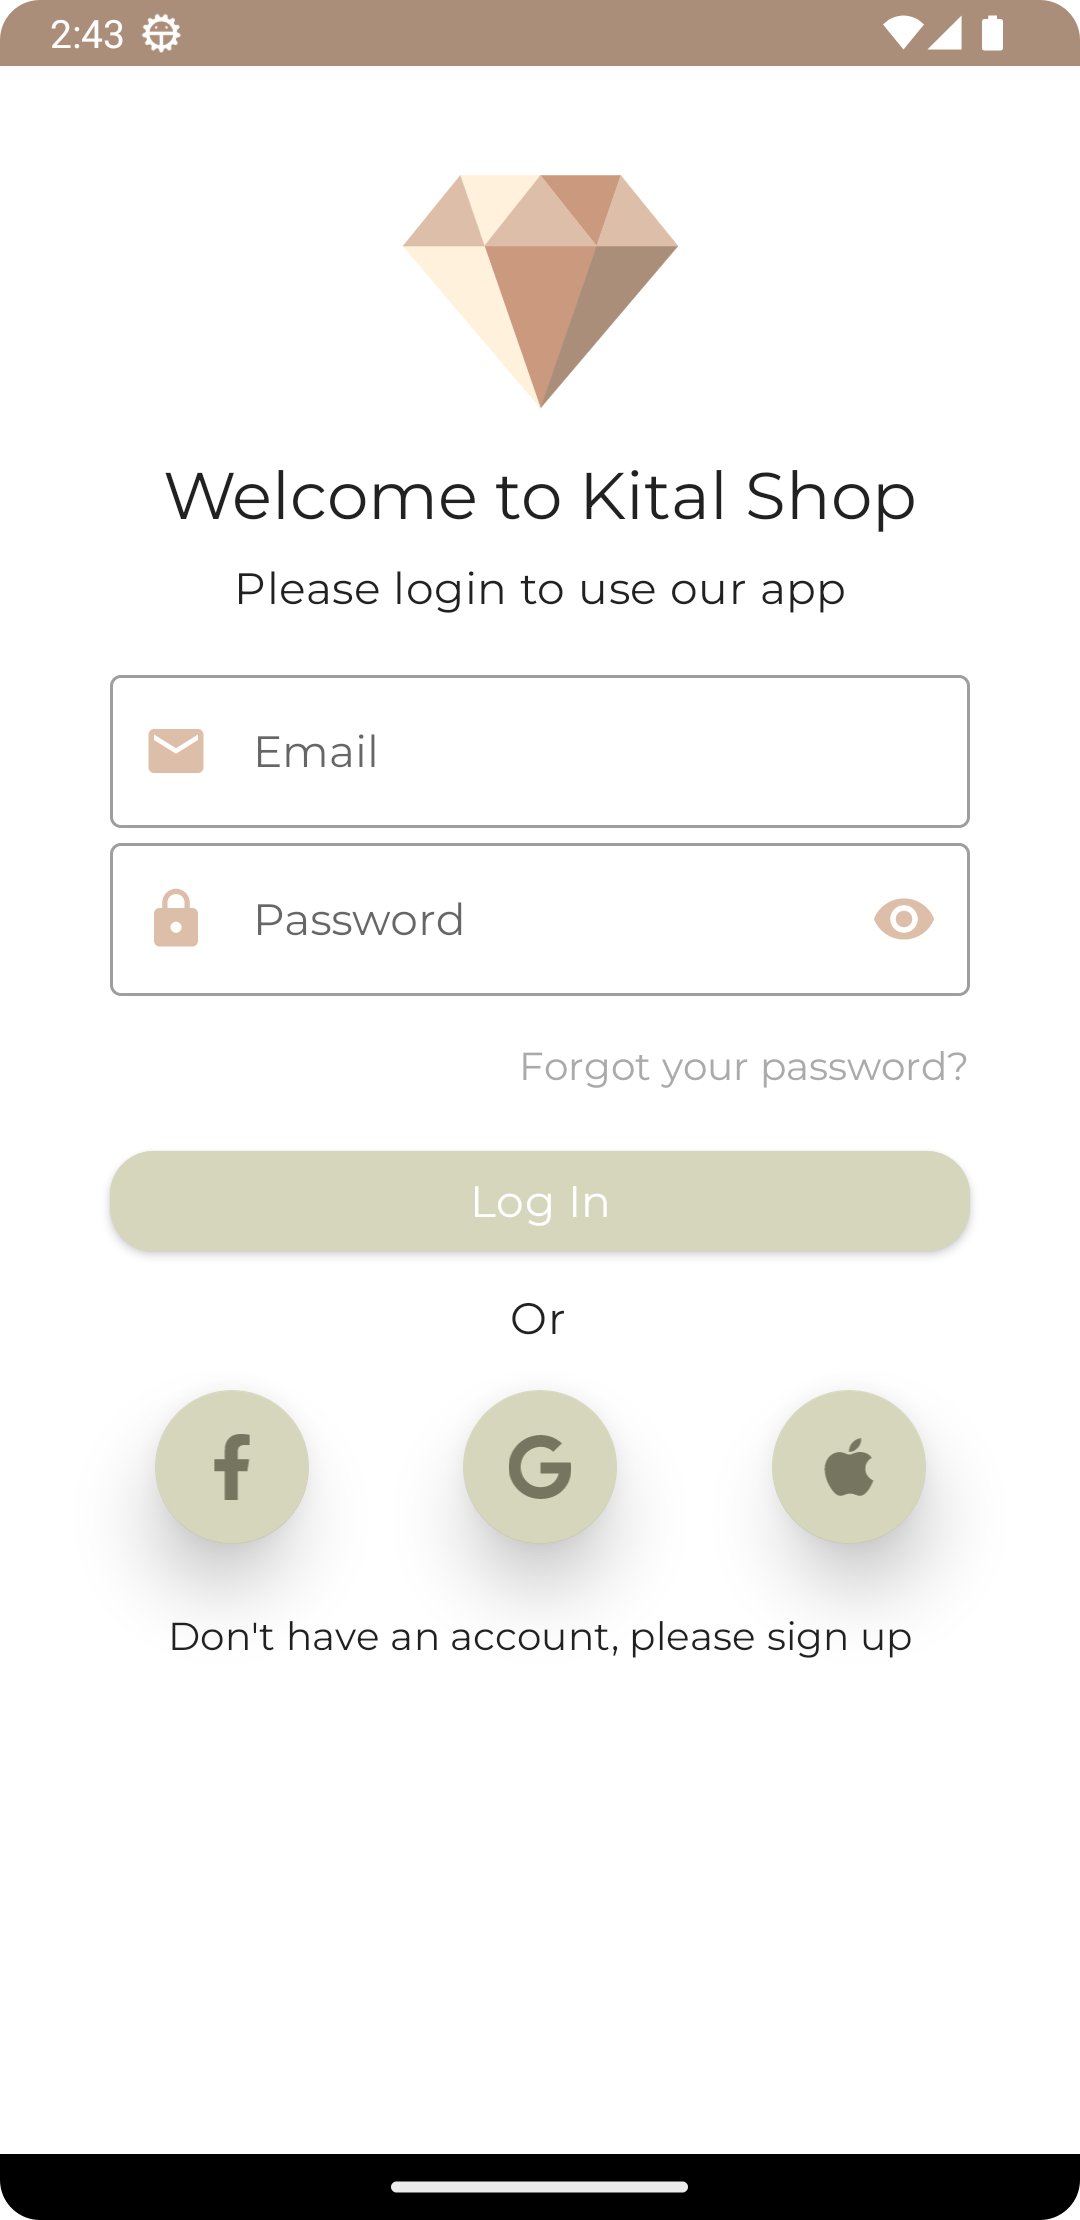 2:43
Welcome to Kital Shop
Please login to use our app
Email
Password
Forgot your password?
Log In
Or
Don't have an account, please sign up